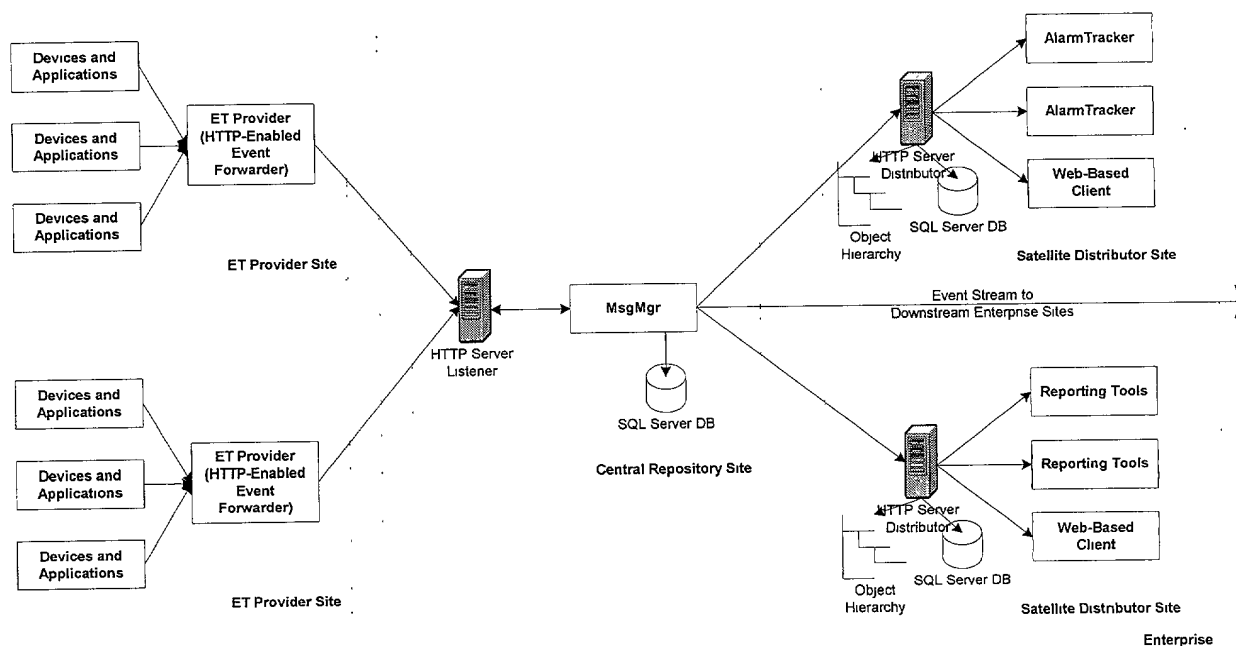 Devices and
Applications
Devices and
Applications
Devices and
Applications
ET Provider
(HTTP-Enabled
Event
Forwarder)
ET Provider Site
Devices and
Applications
Devices and
Applications
Devices and
Applications
ET Provider
(HTTP-Enabled
Event
Forwarder)
ET Provider Site
HTTP Server
Listener
MsgMgr
SQL Server DB
Central Repository Site
HTTP Server
Distributor
Object
Hierarchy
SQL Server DB
AlarmTracker
AlarmTracker
Web-Based
Client
Satellite Distributor Site
Event Stream to
Downstream Enterprise Sites
HTTP Server
Distributor
Object
Hierarchy
SQL Server DB
Reporting Tools
Reporting Tools
Web-Based
Client
Satellite Distributor Site
Enterprise